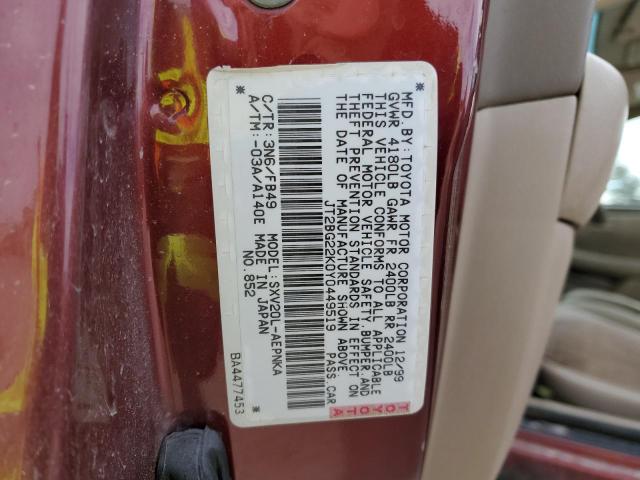 MFD. BY: TOYOTA MOTOR CORPORATION 12/99
GVWR 4180LB GAWR FR 2400LB RR 2400LB
THIS VEHICLE CONFORMS TO ALL APPLICABLE
FEDERAL MOTOR VEHICLE SAFETY, BUMPER, AND
THEFT PREVENTION STANDARDS IN EFFECT ON
THE DATE OF MANUFACTURE SHOWN ABOVE.
JT2BG22K0Y0449519 PASS. CAR
TOYOTA
C/TR: 3N6/FB49 MODEL: SXV20L-AEPNKA
A/TM: -03A/A140E MADE IN JAPAN
NO. 852
BA4477453